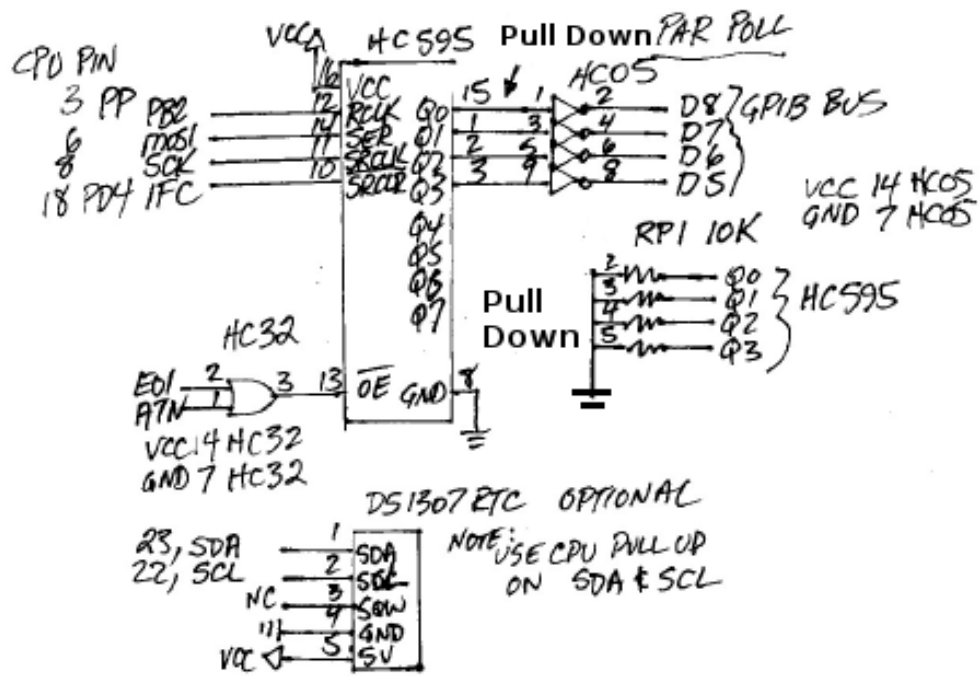 VCC HC595 Pull Down PAR POLL
CPU PIN
16 VCC
HC05
3 PP PB2 12 RCLK Q0 15 1 2 D8 GPIB BUS
6 MOSI 14 SER Q1 1 3 4 D7
8 SCK 11 SRCLK Q2 2 5 6 D6
18 PD4 IFC 10 SRCLR Q3 3 9 8 D5
VCC 14 HC05
GND 7 HC05
Q4
Q5
Q6
Q7
RP1 10K
2 Q0
3 Q1 HC595
4 Q2
5 Q3
Pull
Down
HC32
EOI 2 3 13 OE GND 8
ATN 1
VCC 14 HC32
GND 7 HC32
DS1307 RTC OPTIONAL
23, SDA 1 SDA
22, SCL 2
NC 3 SQW
4 GND
VCC 5 5V
NOTE:
USE CPU PULL UP
ON SDA & SCL